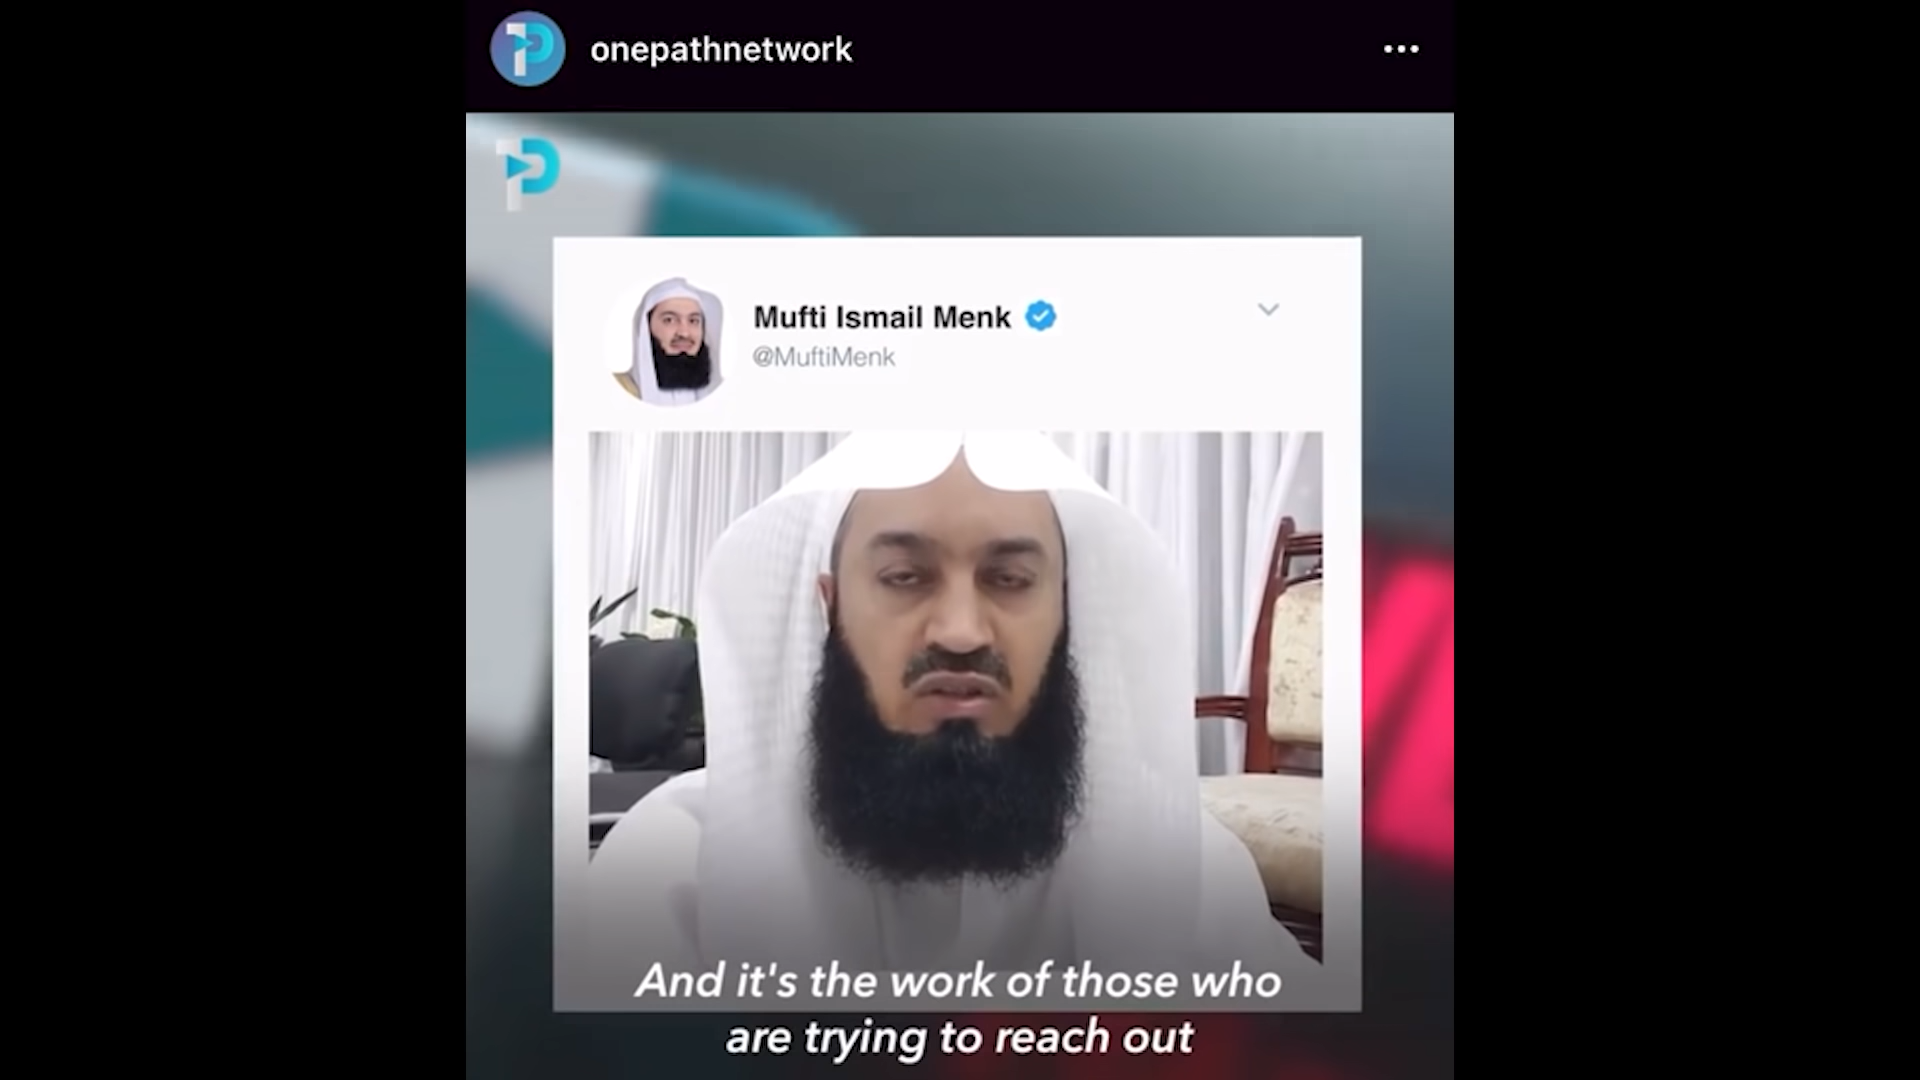 onepathnetwork
Mufti Ismail Menk
@MuftiMenk
And it's the work of those who
are trying to reach out